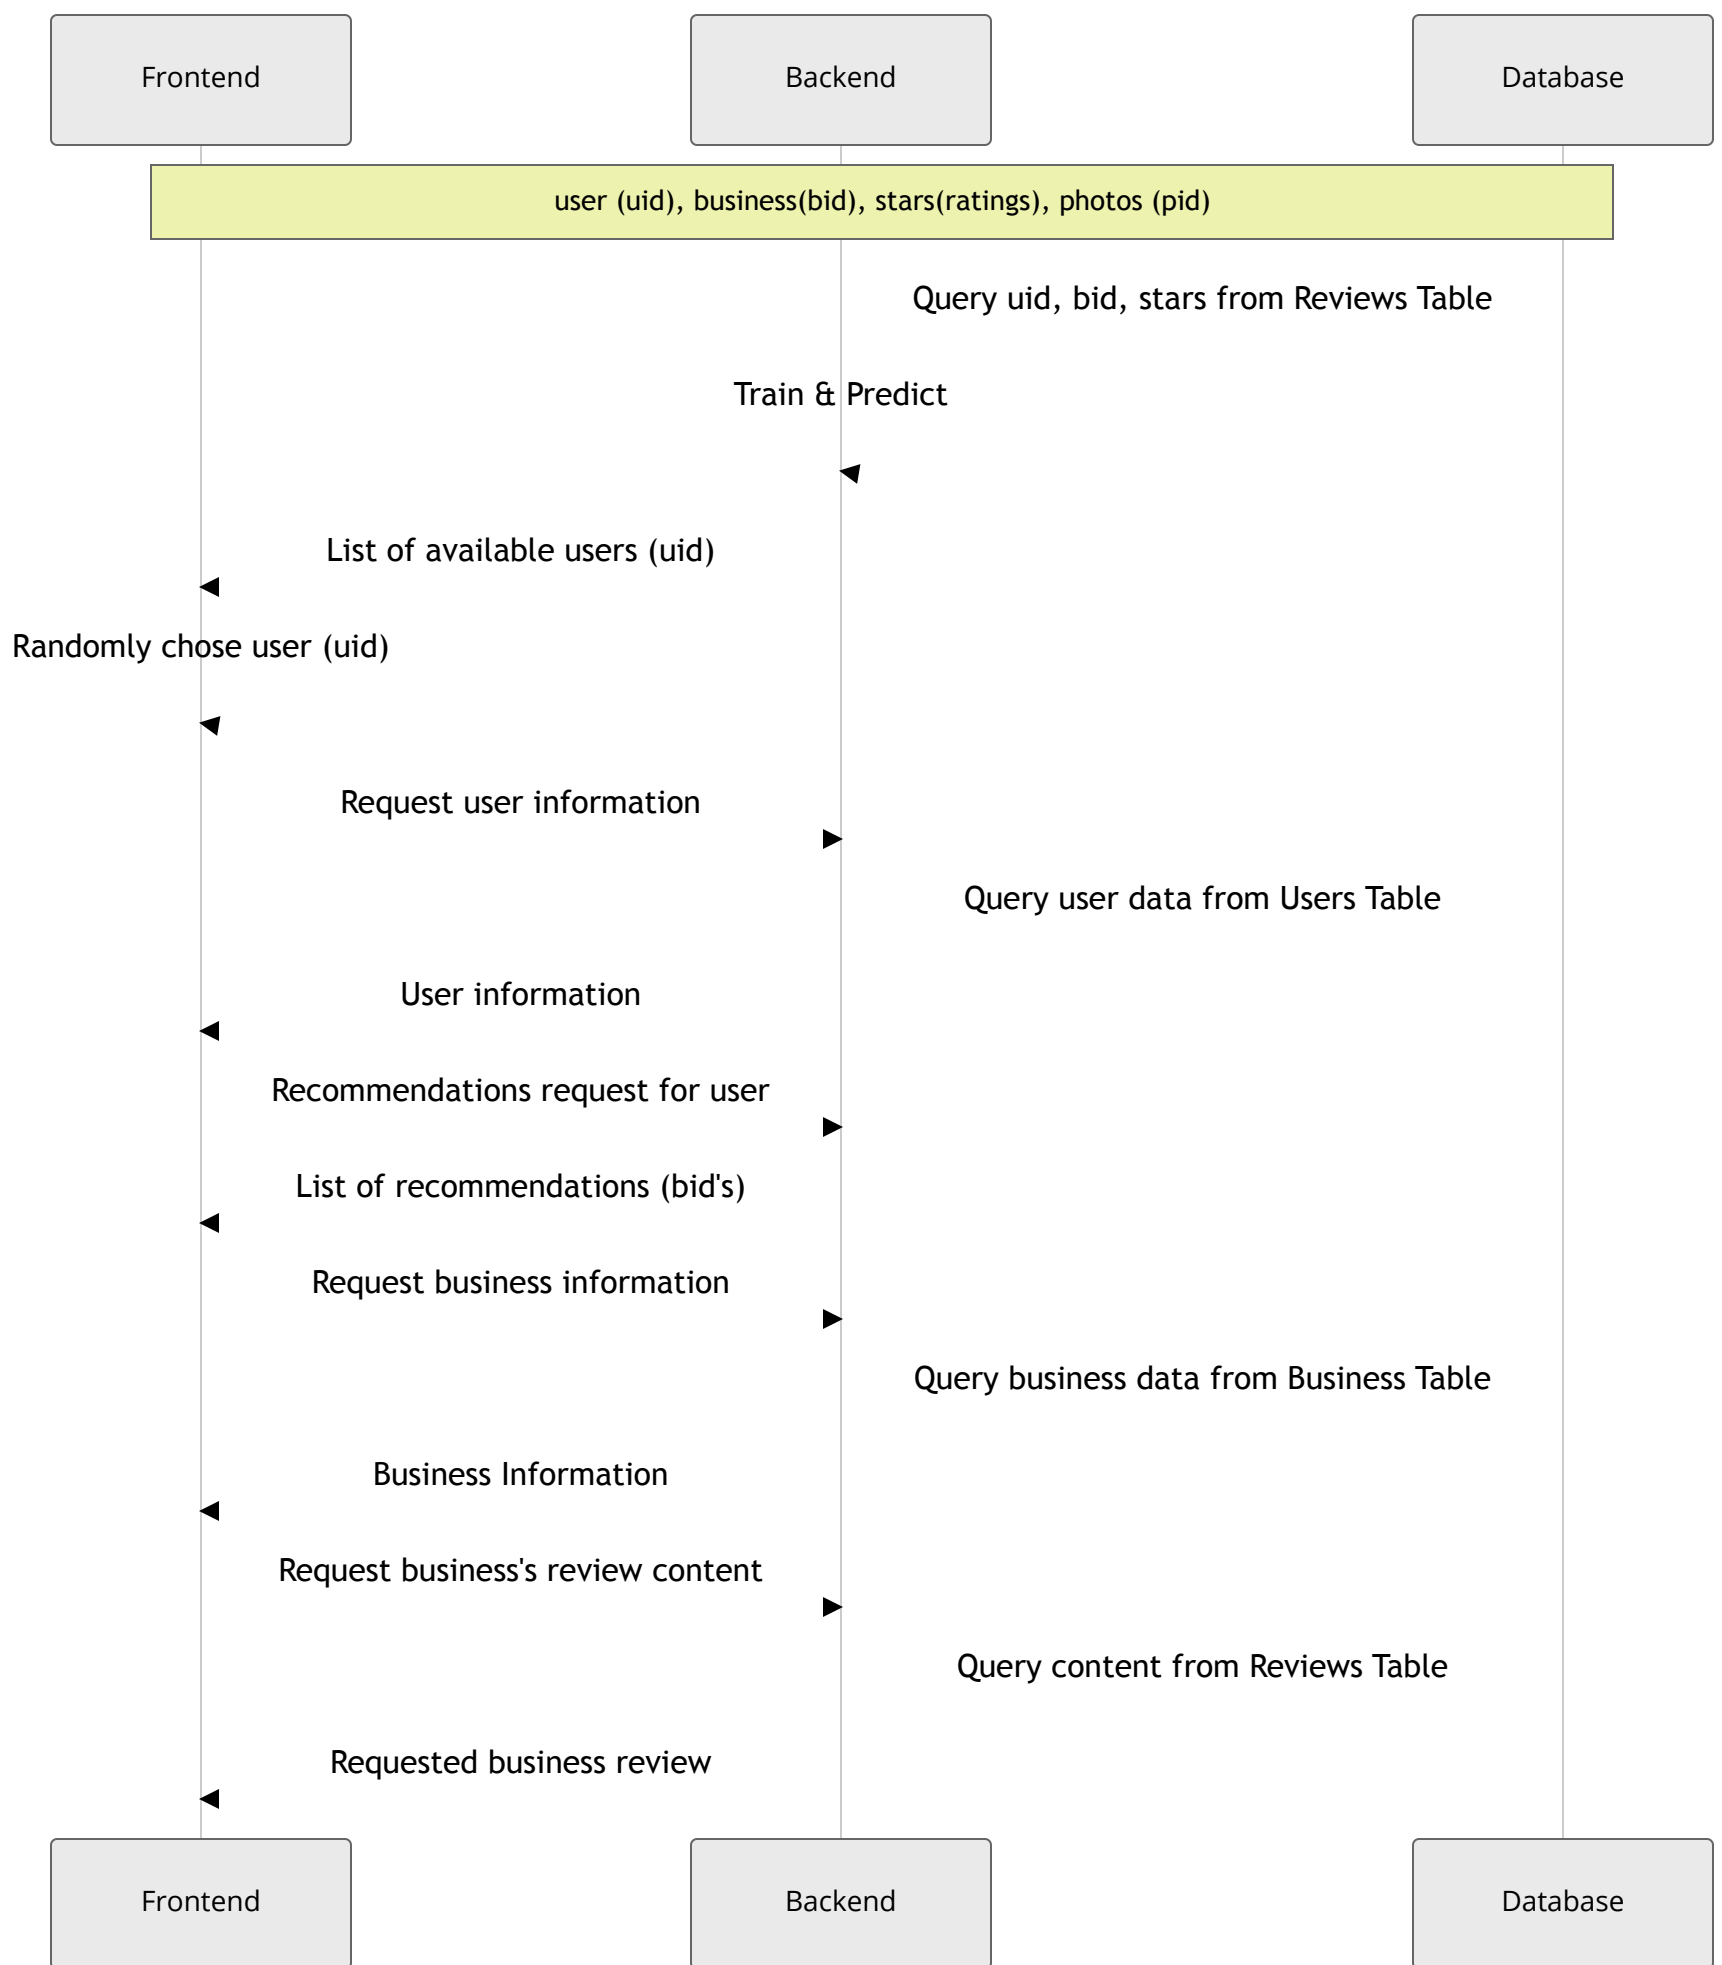 Frontend
Backend
Database
user (uid), business(bid), stars(ratings), photos (pid)
Query uid, bid, stars from Reviews Table
Train & Predict
List of available users (uid)
Randomly chose user (uid)
Request user information
Query user data from Users Table
User information
Recommendations request for user
List of recommendations (bid's)
Request business information
Query business data from Business Table
Business Information
Request business's review content
Query content from Reviews Table
Requested business review
Frontend
Backend
Database